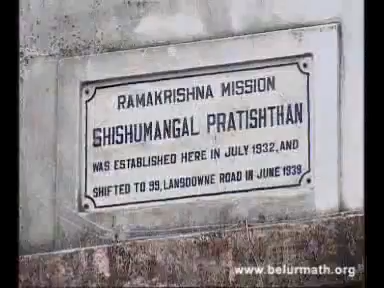 RAMAKRISHNA MISSION
SHISHUMANGAL PRATISHTHAN
WAS ESTABLISHED HERE IN JULY 1932, AND
SHIFTED TO 99, LANSDOWNE ROAD IN JUNE 1939
www.belurmath.org